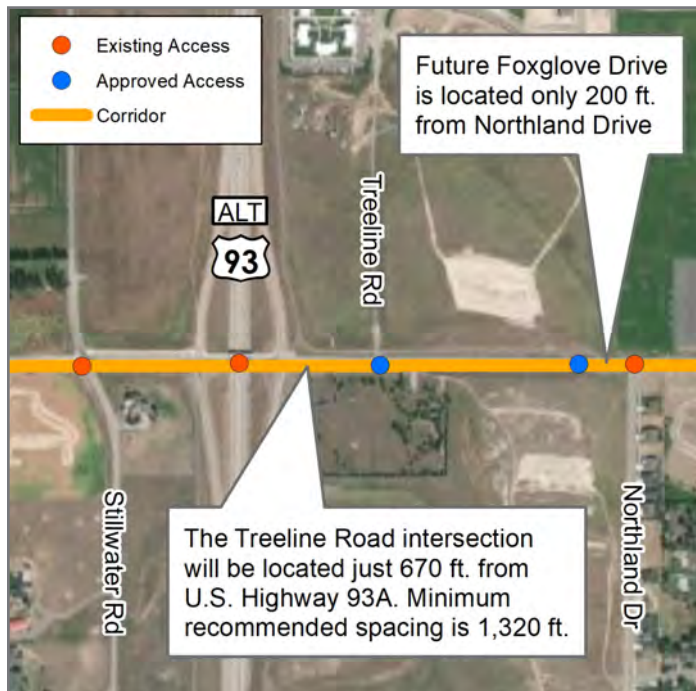 Existing Access
Approved Access
Corridor
Future Foxglove Drive
is located only 200 ft.
from Northland Drive
ALT
93
Treeline Rd
Stillwater Rd
Northland Dr
The Treeline Road intersection
will be located just 670 ft. from
U.S. Highway 93A. Minimum
recommended spacing is 1,320 ft.